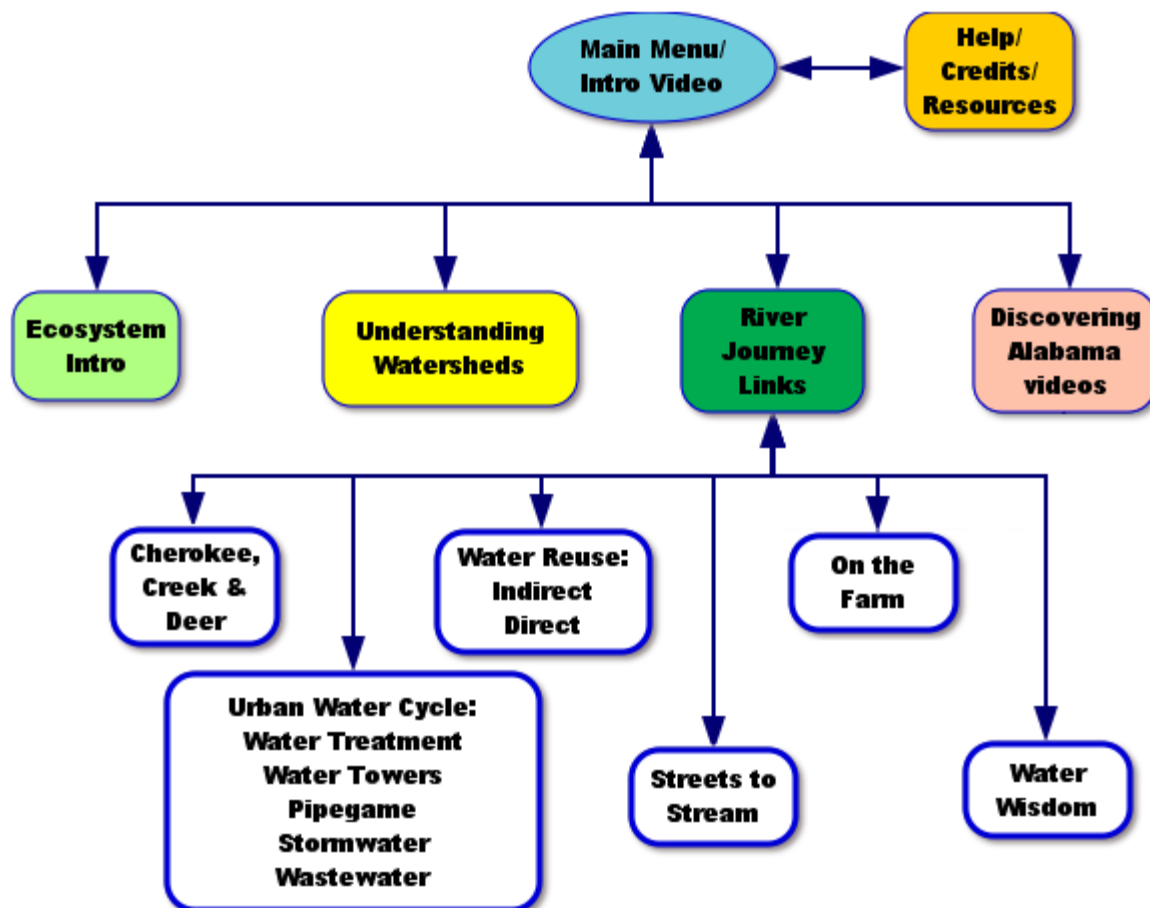 Main Menu/
Intro Video
Help/
Credits/
Resources
Ecosystem
Intro
Understanding
Watersheds
River
Journey
Links
Discovering
Alabama
videos
Cherokee,
Creek &
Deer
Water Reuse:
Indirect
Direct
On the
Farm
Urban Water Cycle:
Water Treatment
Water Towers
Pipegame
Stormwater
Wastewater
Streets to
Stream
Water
Wisdom